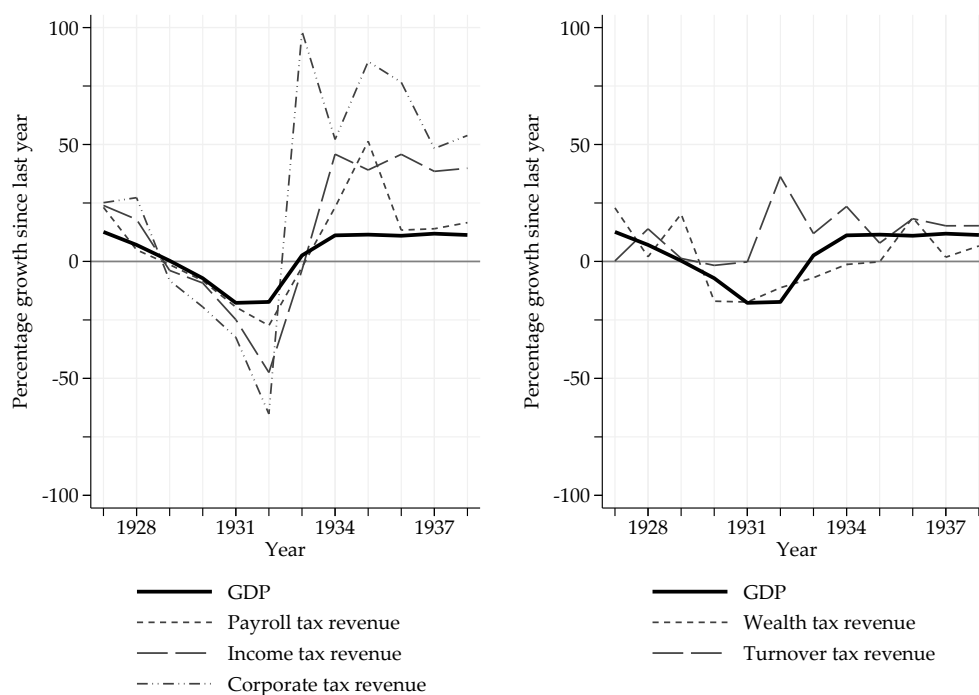 Percentage growth since last year
100
50
0
-50
-100
1928 1931 1934 1937
Year
GDP
Payroll tax revenue
Income tax revenue
Corporate tax revenue
Percentage growth since last year
100
50
0
-50
-100
1928 1931 1934 1937
Year
GDP
Wealth tax revenue
Turnover tax revenue